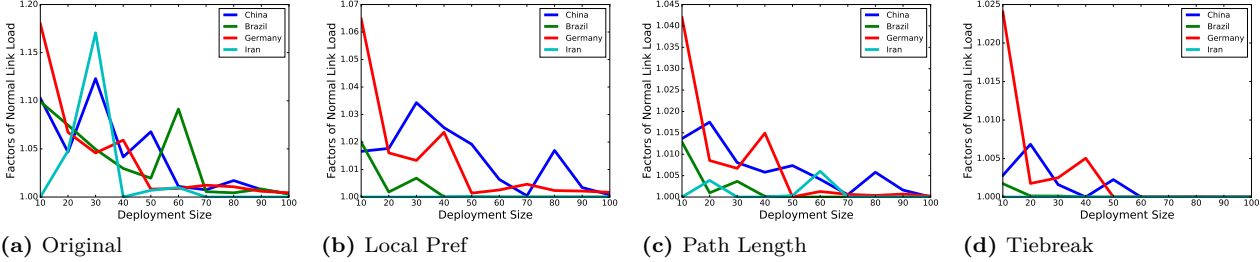 Factors of Normal Link Load
1.20
1.15
1.10
1.05
1.00
10 20 30 40 50 60 70 80 90 100
Deployment Size
China
Brazil
Germany
Iran
(a) Original
Factors of Normal Link Load
1.07
1.06
1.05
1.04
1.03
1.02
1.01
1.00
10 20 30 40 50 60 70 80 90 100
Deployment Size
China
Brazil
Germany
Iran
(b) Local Pref
Factors of Normal Link Load
1.045
1.040
1.035
1.030
1.025
1.020
1.015
1.010
1.005
1.000
10 20 30 40 50 60 70 80 90 100
Deployment Size
China
Brazil
Germany
Iran
(c) Path Length
Factors of Normal Link Load
1.025
1.020
1.015
1.010
1.005
1.000
10 20 30 40 50 60 70 80 90 100
Deployment Size
China
Brazil
Germany
Iran
(d) Tiebreak